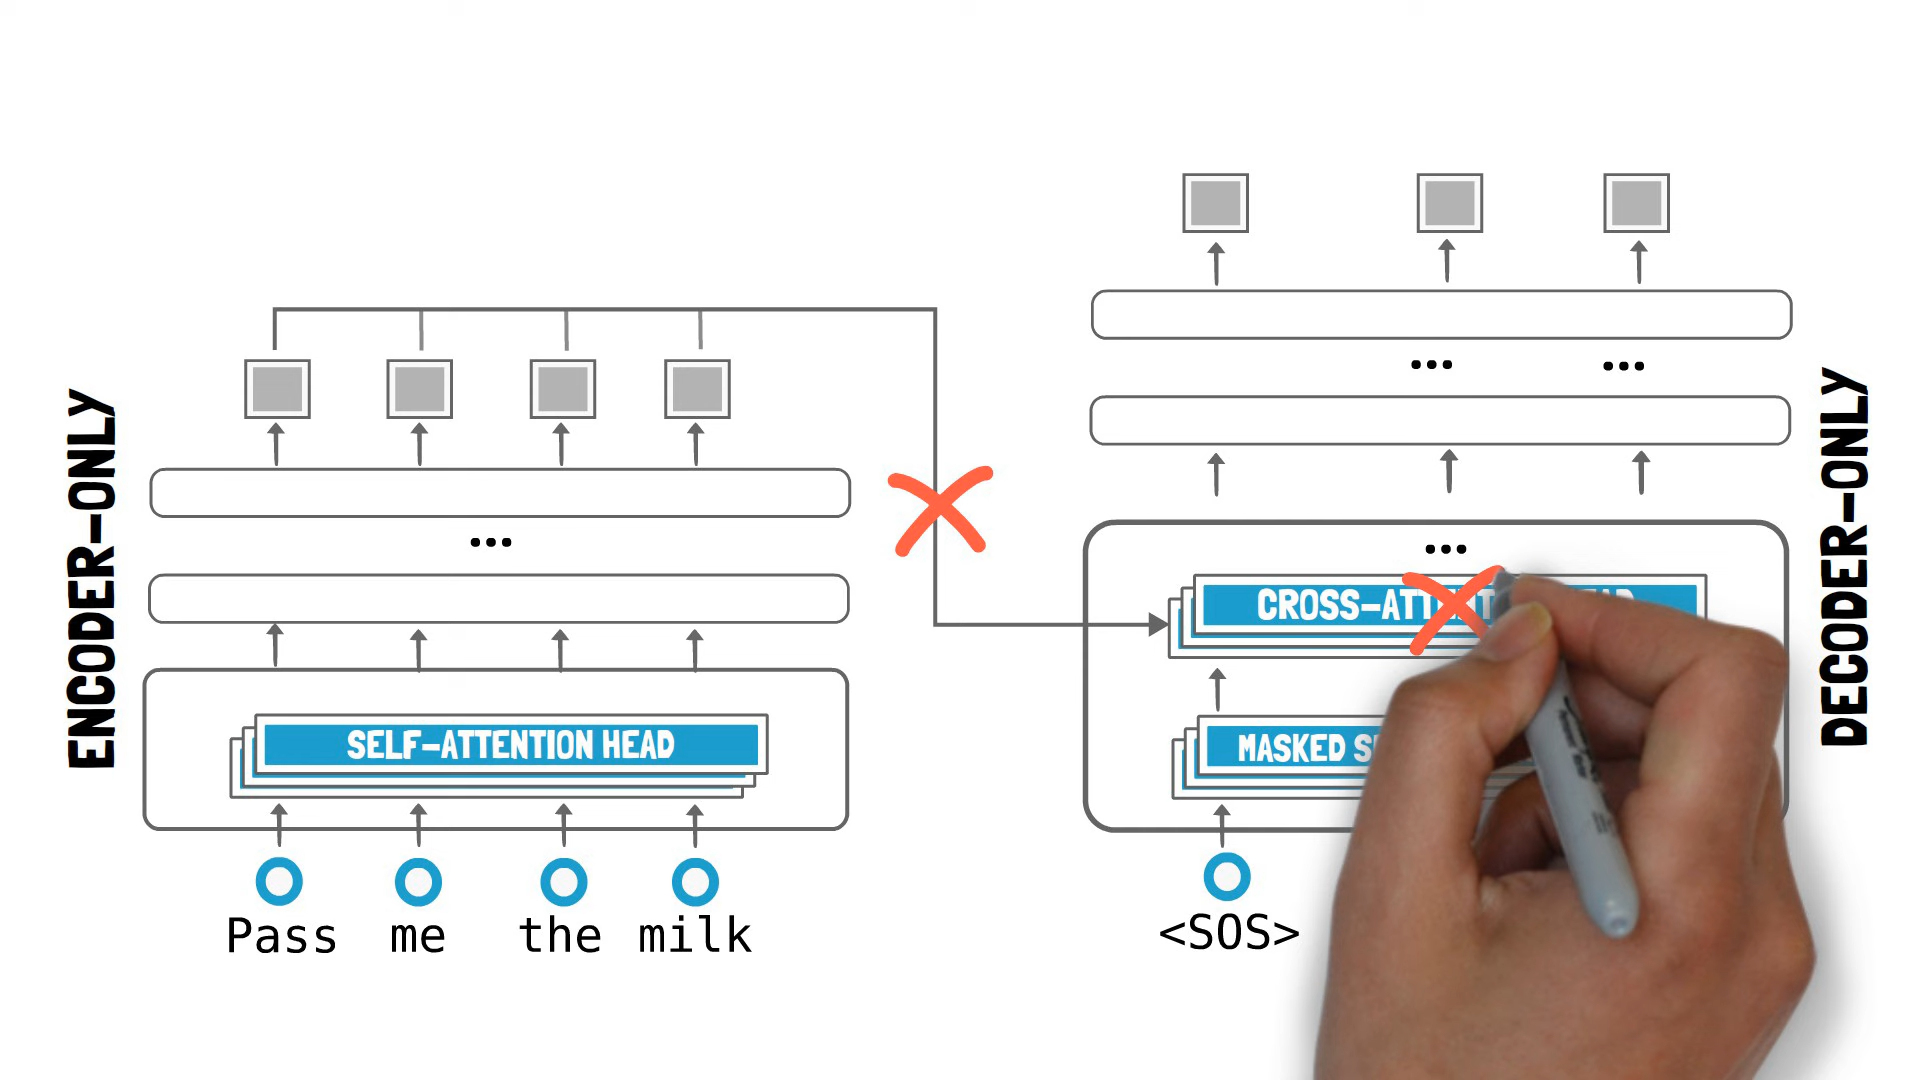 ENCODER-ONLY
SELF-ATTENTION HEAD
Pass me the milk
CROSS-ATT
MASKED
<SOS>
DECODER-ONLY